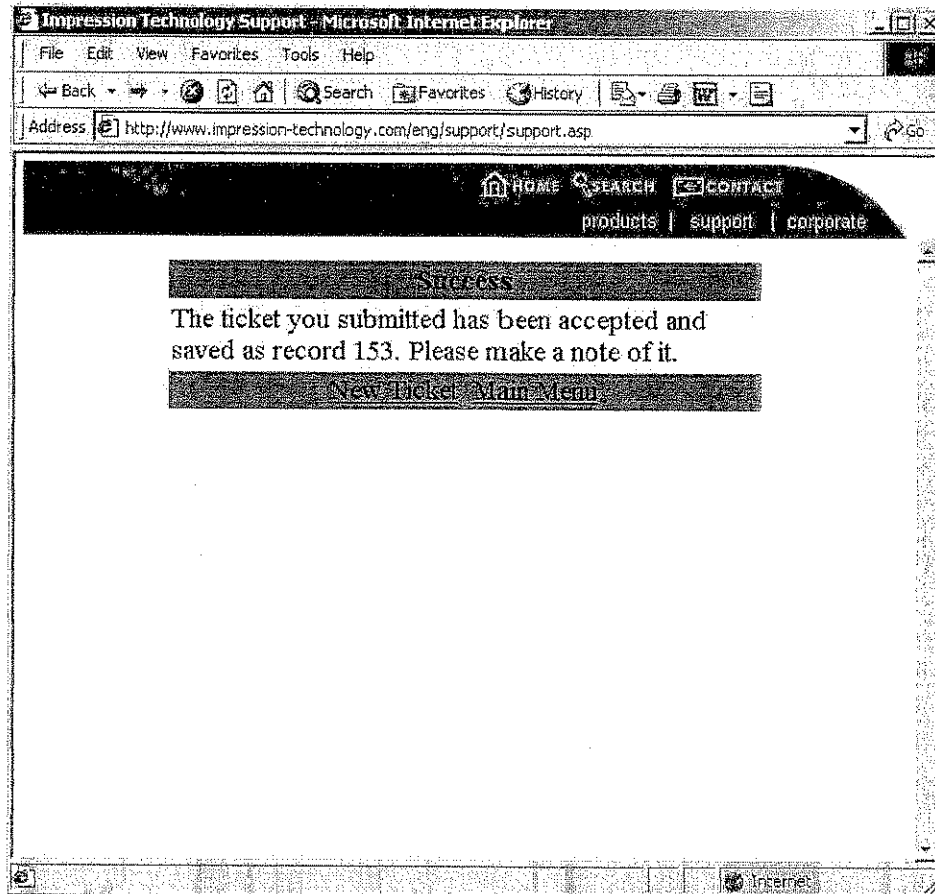 Impression Technology Support - Microsoft Internet Explorer
File Edit View Favorites Tools Help
Back Search Favorites History
Address http://www.impression-technology.com/eng/support/support.asp Go
HOME SEARCH CONTACT
products | support | corporate
Success
The ticket you submitted has been accepted and
saved as record 153. Please make a note of it.
New Ticket Main Menu
Internet